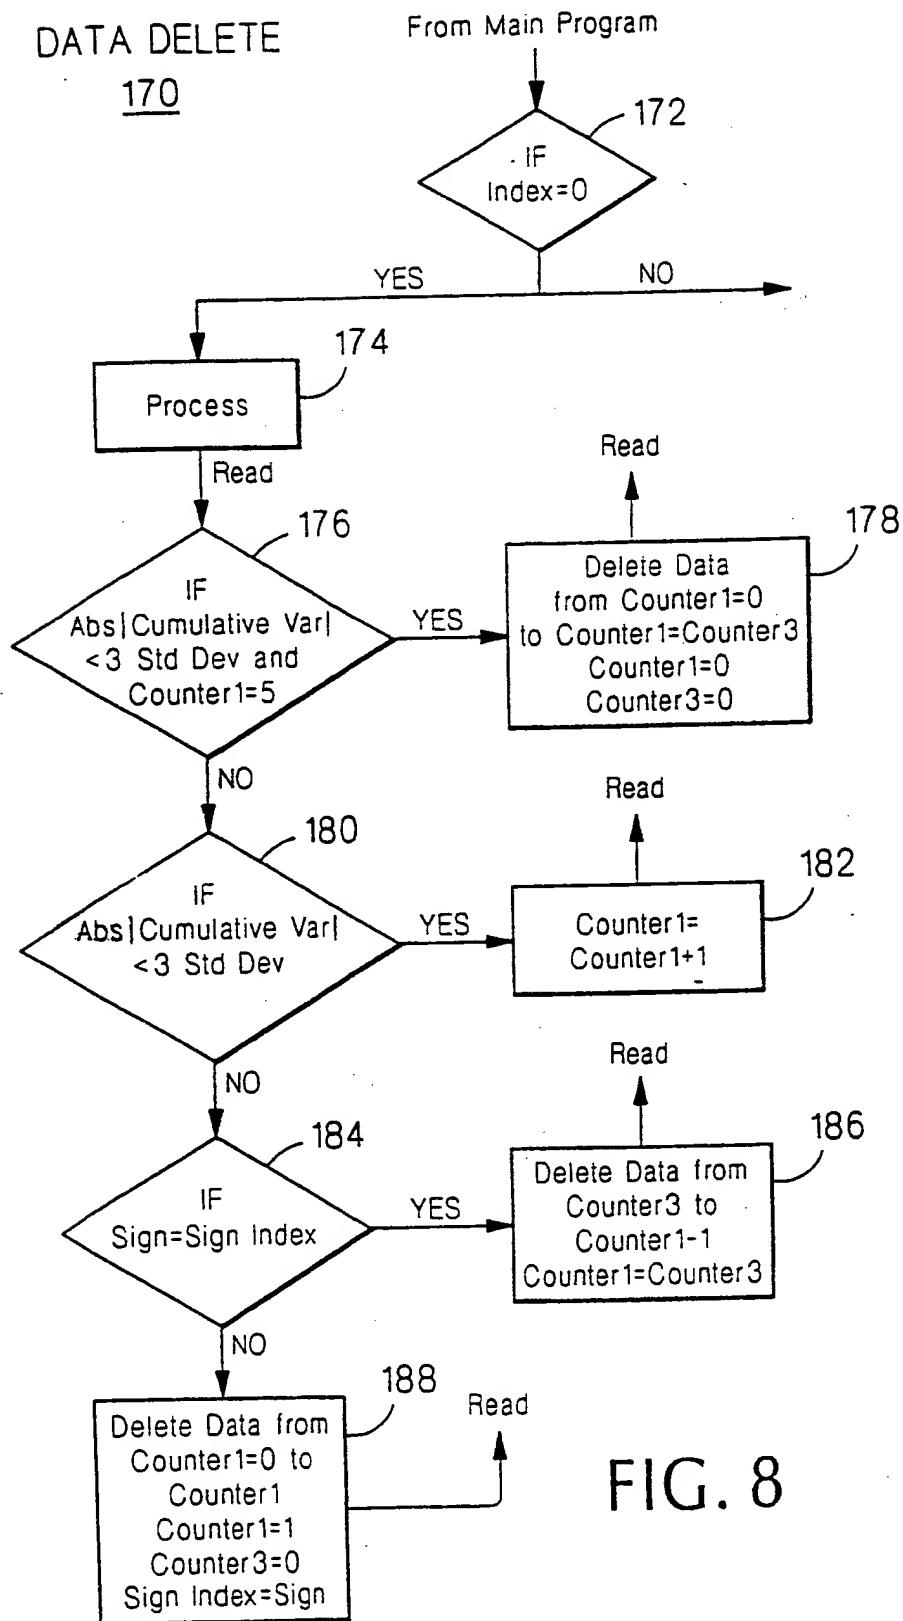 DATA DELETE
170
From Main Program
172
IF
Index=0
YES
NO
174
Process
Read
176
IF
Abs|Cumulative Var|
<3 Std Dev and
Counter1=5
YES
Read
178
Delete Data
from Counter1=0
to Counter1=Counter3
Counter1=0
Counter3=0
NO
180
IF
Abs|Cumulative Var|
<3 Std Dev
YES
Read
182
Counter1=
Counter1+1
NO
184
IF
Sign=Sign Index
YES
Read
186
Delete Data from
Counter3 to
Counter1-1
Counter1=Counter3
NO
188
Delete Data from
Counter1=0 to
Counter1
Counter1=1
Counter3=0
Sign Index=Sign
Read
FIG. 8